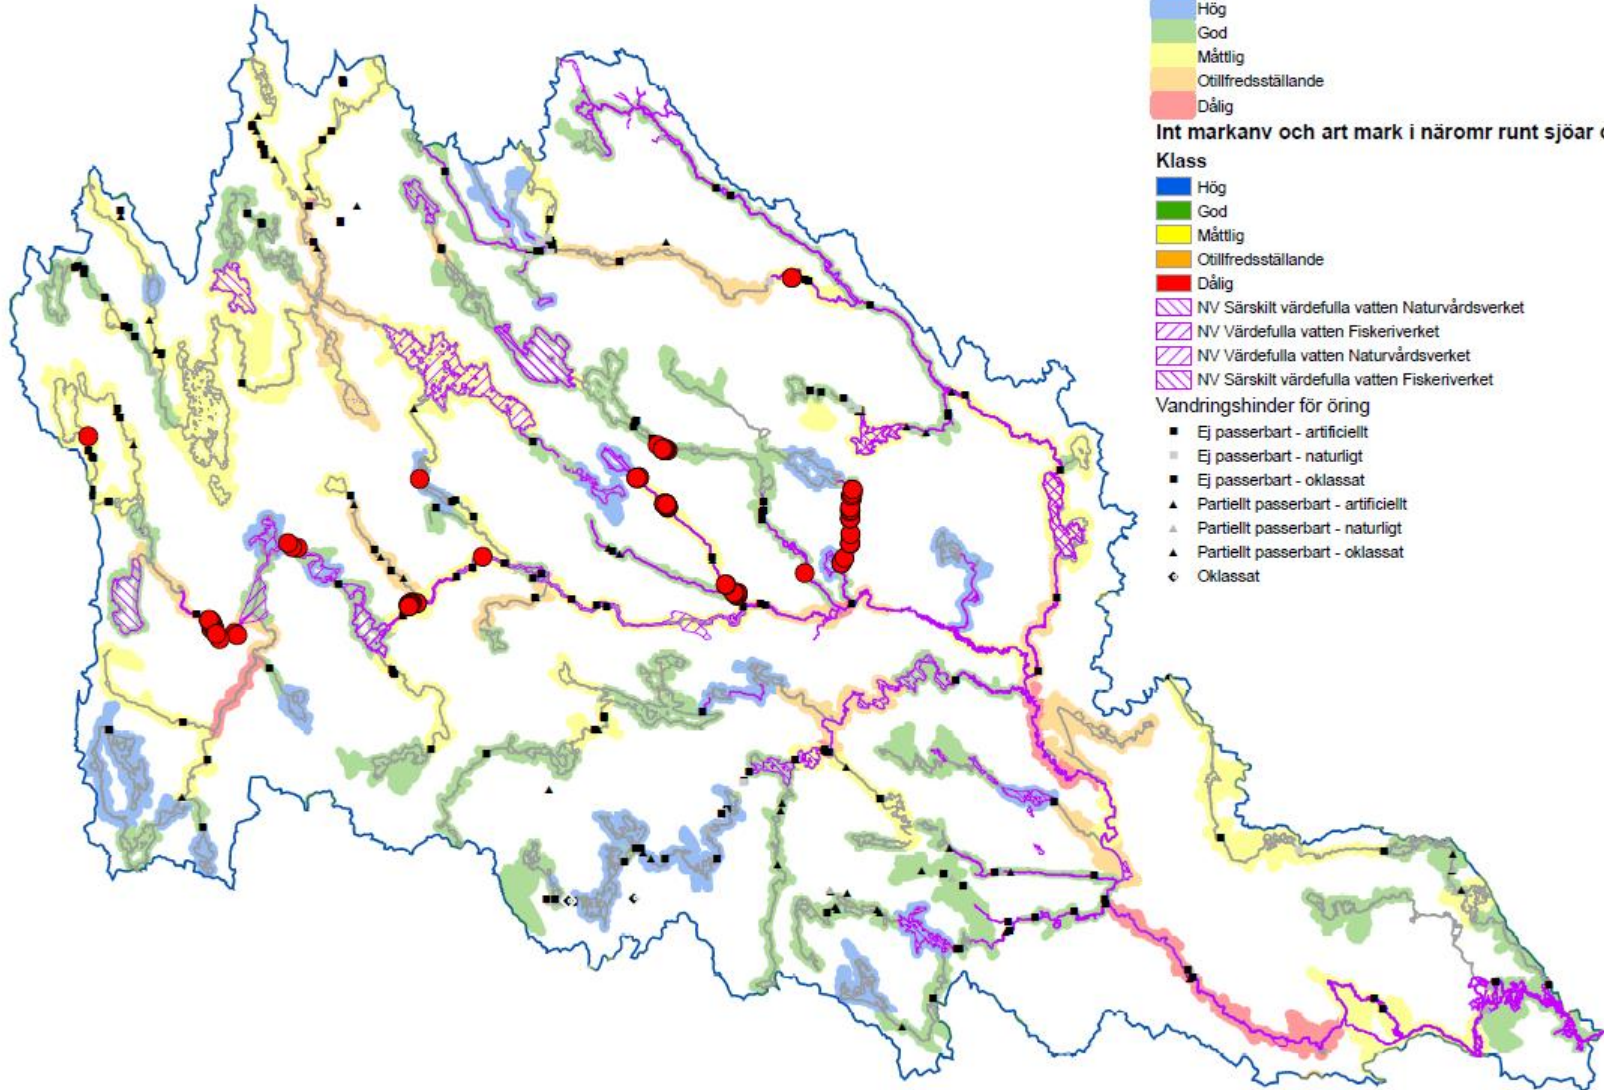 Hög
God
Måttlig
Otillfredsställande
Dålig
Int markanv och art mark i näromr runt sjöar o
Klass
Hög
God
Måttlig
Otillfredsställande
Dålig
NV Särskilt värdefulla vatten Naturvårdsverket
NV Värdefulla vatten Fiskeriverket
NV Värdefulla vatten Naturvårdsverket
NV Särskilt värdefulla vatten Fiskeriverket
Vandringshinder för öring
Ej passerbart - artificiellt
Ej passerbart - naturligt
Ej passerbart - oklassat
Partiellt passerbart - artificiellt
Partiellt passerbart - naturligt
Partiellt passerbart - oklassat
Oklassat